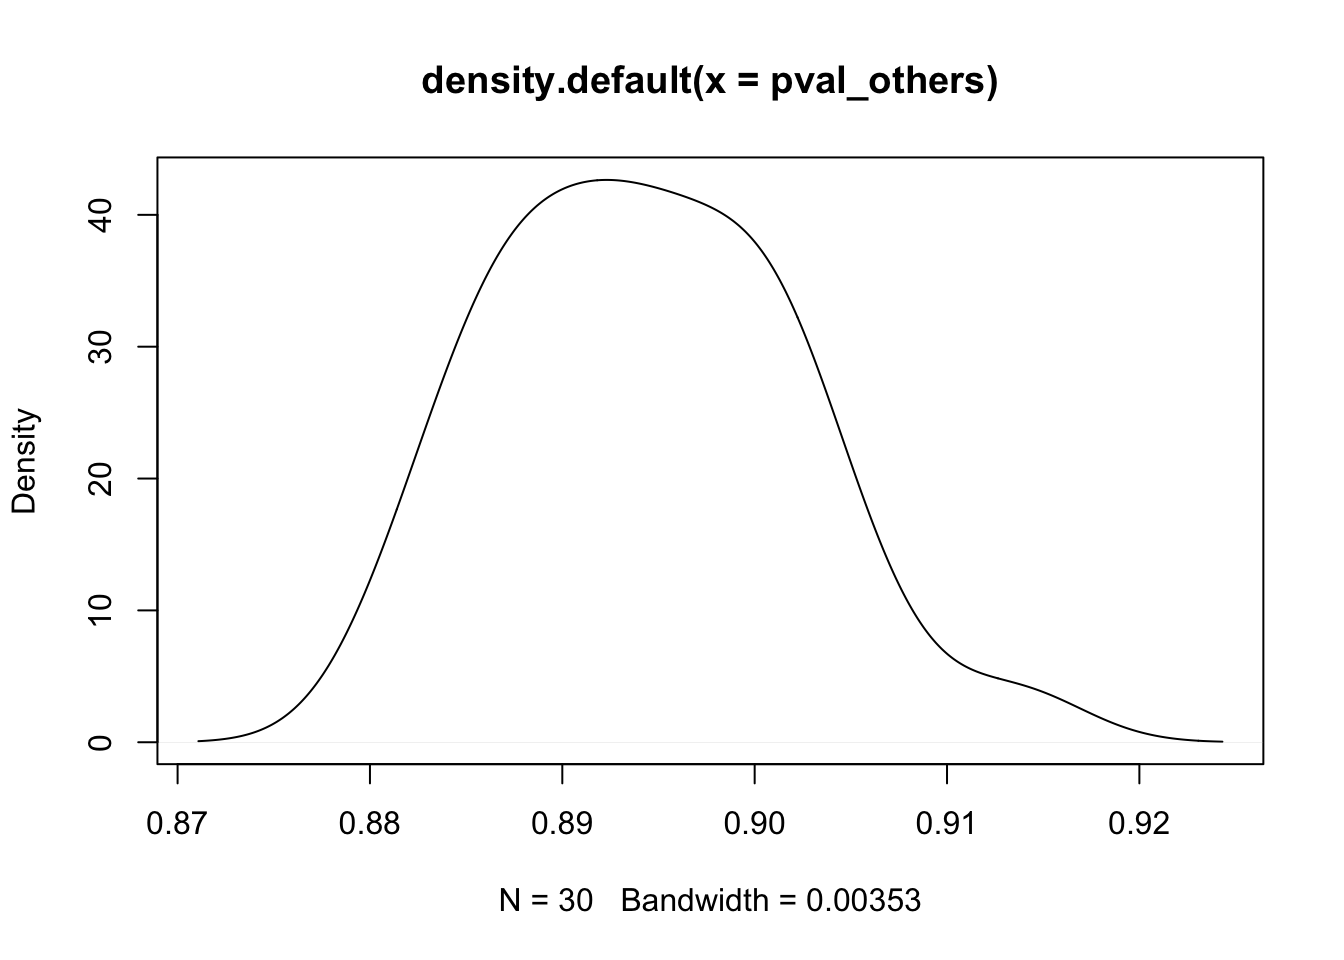 density.default(x = pval_others)
Density
40
30
20
10
0
0.87 0.88 0.89 0.90 0.91 0.92
N = 30 Bandwidth = 0.00353